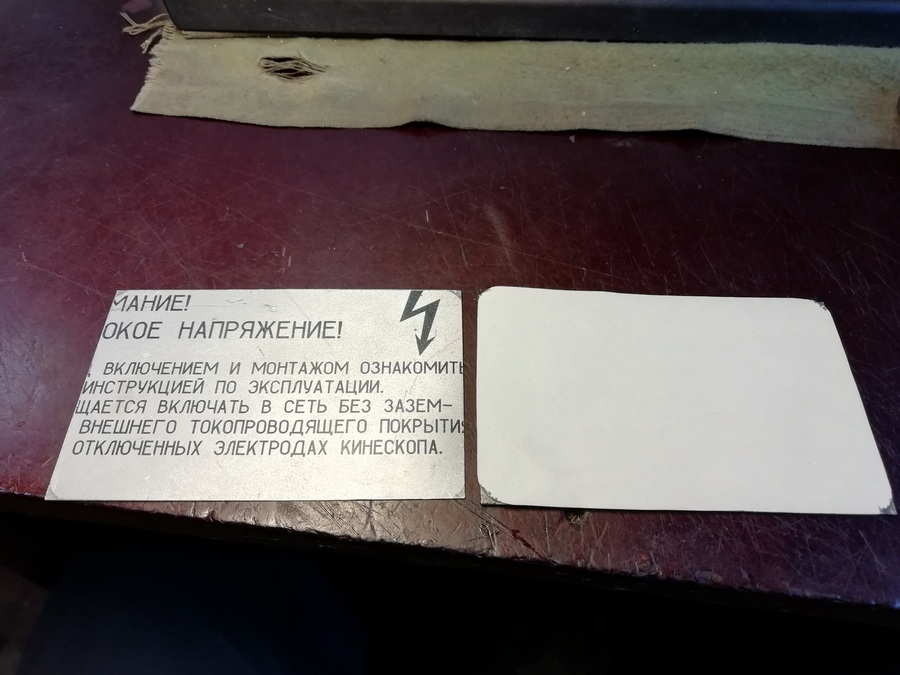 МАНИЕ!
ОКОЕ НАПРЯЖЕНИЕ!
ВКЛЮЧЕНИЕМ И МОНТАЖОМ ОЗНАКОМИТЬ
ИНСТРУКЦИЕЙ ПО ЭКСПЛУАТАЦИИ.
ЩАЕТСЯ ВКЛЮЧАТЬ В СЕТЬ БЕЗ ЗАЗЕМ–
ВНЕШНЕГО ТОКОПРОВОДЯЩЕГО ПОКРЫТИЯ
ОТКЛЮЧЕННЫХ ЭЛЕКТРОДАХ КИНЕСКОПА.